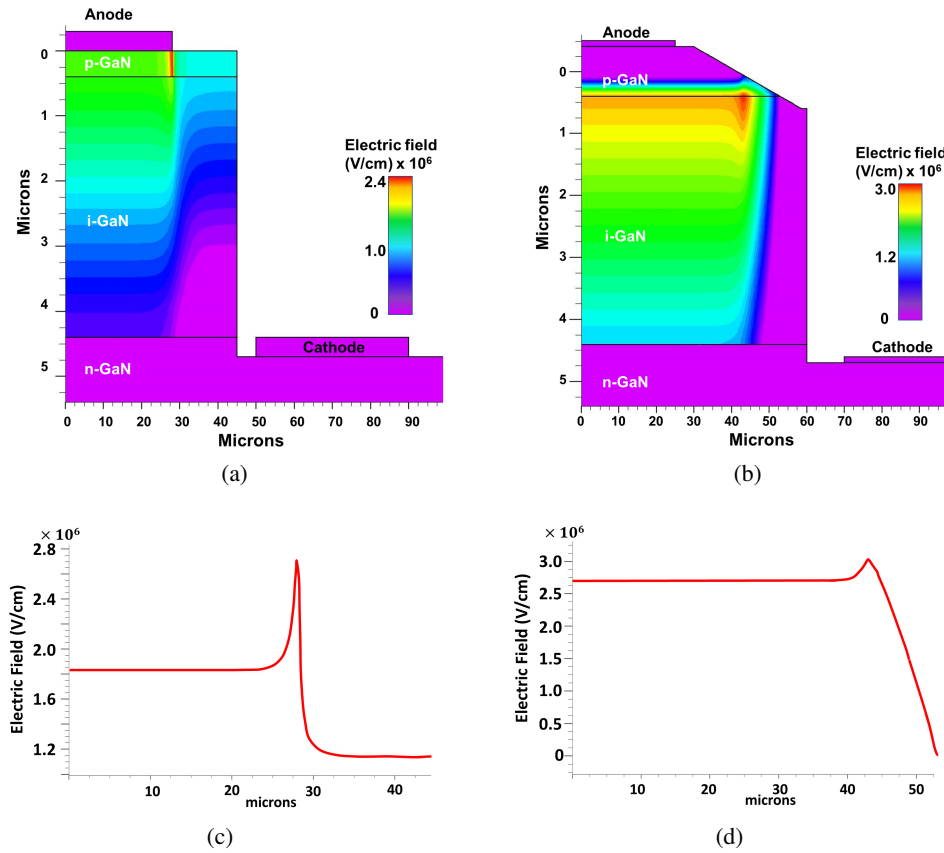 Anode
p-GaN
i-GaN
n-GaN
Cathode
Electric field
(V/cm) x 10⁶
2.4
1.0
0
0
1
2
3
4
5
Microns
0 10 20 30 40 50 60 70 80 90
Microns
(a)
Anode
p-GaN
i-GaN
n-GaN
Cathode
Electric field
(V/cm) x 10⁶
3.0
1.2
0
0
1
2
3
4
5
Microns
0 10 20 30 40 50 60 70 80 90
Microns
(b)
× 10⁶
2.8
2.4
2.0
1.6
1.2
Electric Field (V/cm)
10 20 30 40
microns
(c)
× 10⁶
3.0
2.5
2.0
1.6
1.0
0.5
0
Electric Field (V/cm)
10 20 30 40 50
microns
(d)